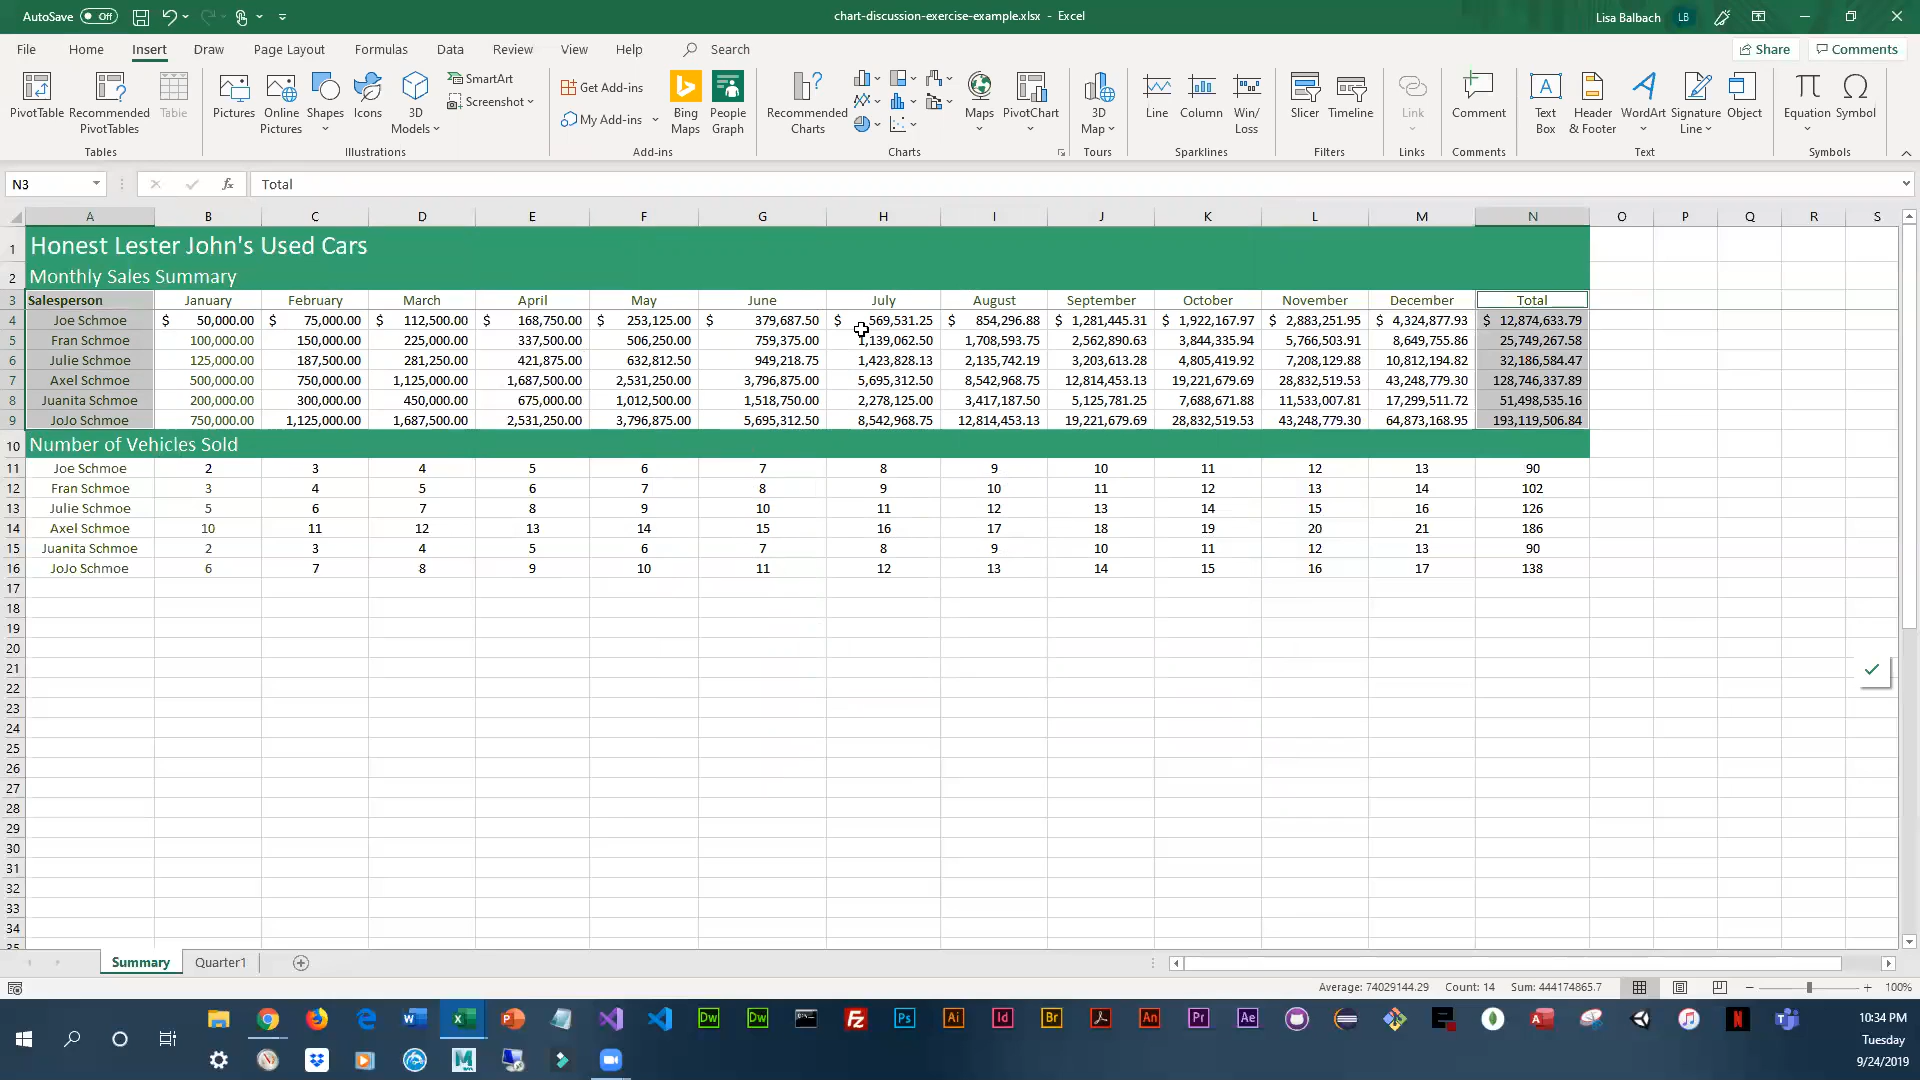 AutoSave Off chart-discussion-exercise-example.xlsx - Excel Lisa Balbach LB
File Home Insert Draw Page Layout Formulas Data Review View Help Search Share Comments
PivotTable Recommended PivotTables Table
Tables
Pictures Online Pictures Shapes Icons 3D Models SmartArt Screenshot
Illustrations
Get Add-ins My Add-ins Bing Maps People Graph
Add-ins
Recommended Charts Maps PivotChart
Charts
3D Map
Tours
Line Column Win/Loss
Sparklines
Slicer Timeline
Filters
Link
Links
Comment
Comments
Text Box Header & Footer WordArt Signature Line Object
Text
Equation Symbol
Symbols
N3 fx Total
A B C D E F G H I J K L M N O P Q R S
1 Honest Lester John's Used Cars
2 Monthly Sales Summary
3 Salesperson January February March April May June July August September October November December Total
4 Joe Schmoe $ 50,000.00 $ 75,000.00 $ 112,500.00 $ 168,750.00 $ 253,125.00 $ 379,687.50 $ 569,531.25 $ 854,296.88 $ 1,281,445.31 $ 1,922,167.97 $ 2,883,251.95 $ 4,324,877.93 $ 12,874,633.79
5 Fran Schmoe 100,000.00 150,000.00 225,000.00 337,500.00 506,250.00 759,375.00 1,139,062.50 1,708,593.75 2,562,890.63 3,844,335.94 5,766,503.91 8,649,755.86 25,749,267.58
6 Julie Schmoe 125,000.00 187,500.00 281,250.00 421,875.00 632,812.50 949,218.75 1,423,828.13 2,135,742.19 3,203,613.28 4,805,419.92 7,208,129.88 10,812,194.82 32,186,584.47
7 Axel Schmoe 500,000.00 750,000.00 1,125,000.00 1,687,500.00 2,531,250.00 3,796,875.00 5,695,312.50 8,542,968.75 12,814,453.13 19,221,679.69 28,832,519.53 43,248,779.30 128,746,337.89
8 Juanita Schmoe 200,000.00 300,000.00 450,000.00 675,000.00 1,012,500.00 1,518,750.00 2,278,125.00 3,417,187.50 5,125,781.25 7,688,671.88 11,533,007.81 17,299,511.72 51,498,535.16
9 JoJo Schmoe 750,000.00 1,125,000.00 1,687,500.00 2,531,250.00 3,796,875.00 5,695,312.50 8,542,968.75 12,814,453.13 19,221,679.69 28,832,519.53 43,248,779.30 64,873,168.95 193,119,506.84
10 Number of Vehicles Sold
11 Joe Schmoe 2 3 4 5 6 7 8 9 10 11 12 13 90
12 Fran Schmoe 3 4 5 6 7 8 9 10 11 12 13 14 102
13 Julie Schmoe 5 6 7 8 9 10 11 12 13 14 15 16 126
14 Axel Schmoe 10 11 12 13 14 15 16 17 18 19 20 21 186
15 Juanita Schmoe 2 3 4 5 6 7 8 9 10 11 12 13 90
16 JoJo Schmoe 6 7 8 9 10 11 12 13 14 15 16 17 138
17
18
19
20
21
22
23
24
25
26
27
28
29
30
31
32
33
34
35
Summary Quarter1
Average: 74029144.29 Count: 14 Sum: 444174865.7 100%
Dw Dw Fz Ps Ai Id Br An Pr Ae N
10:34 PM
Tuesday
9/24/2019